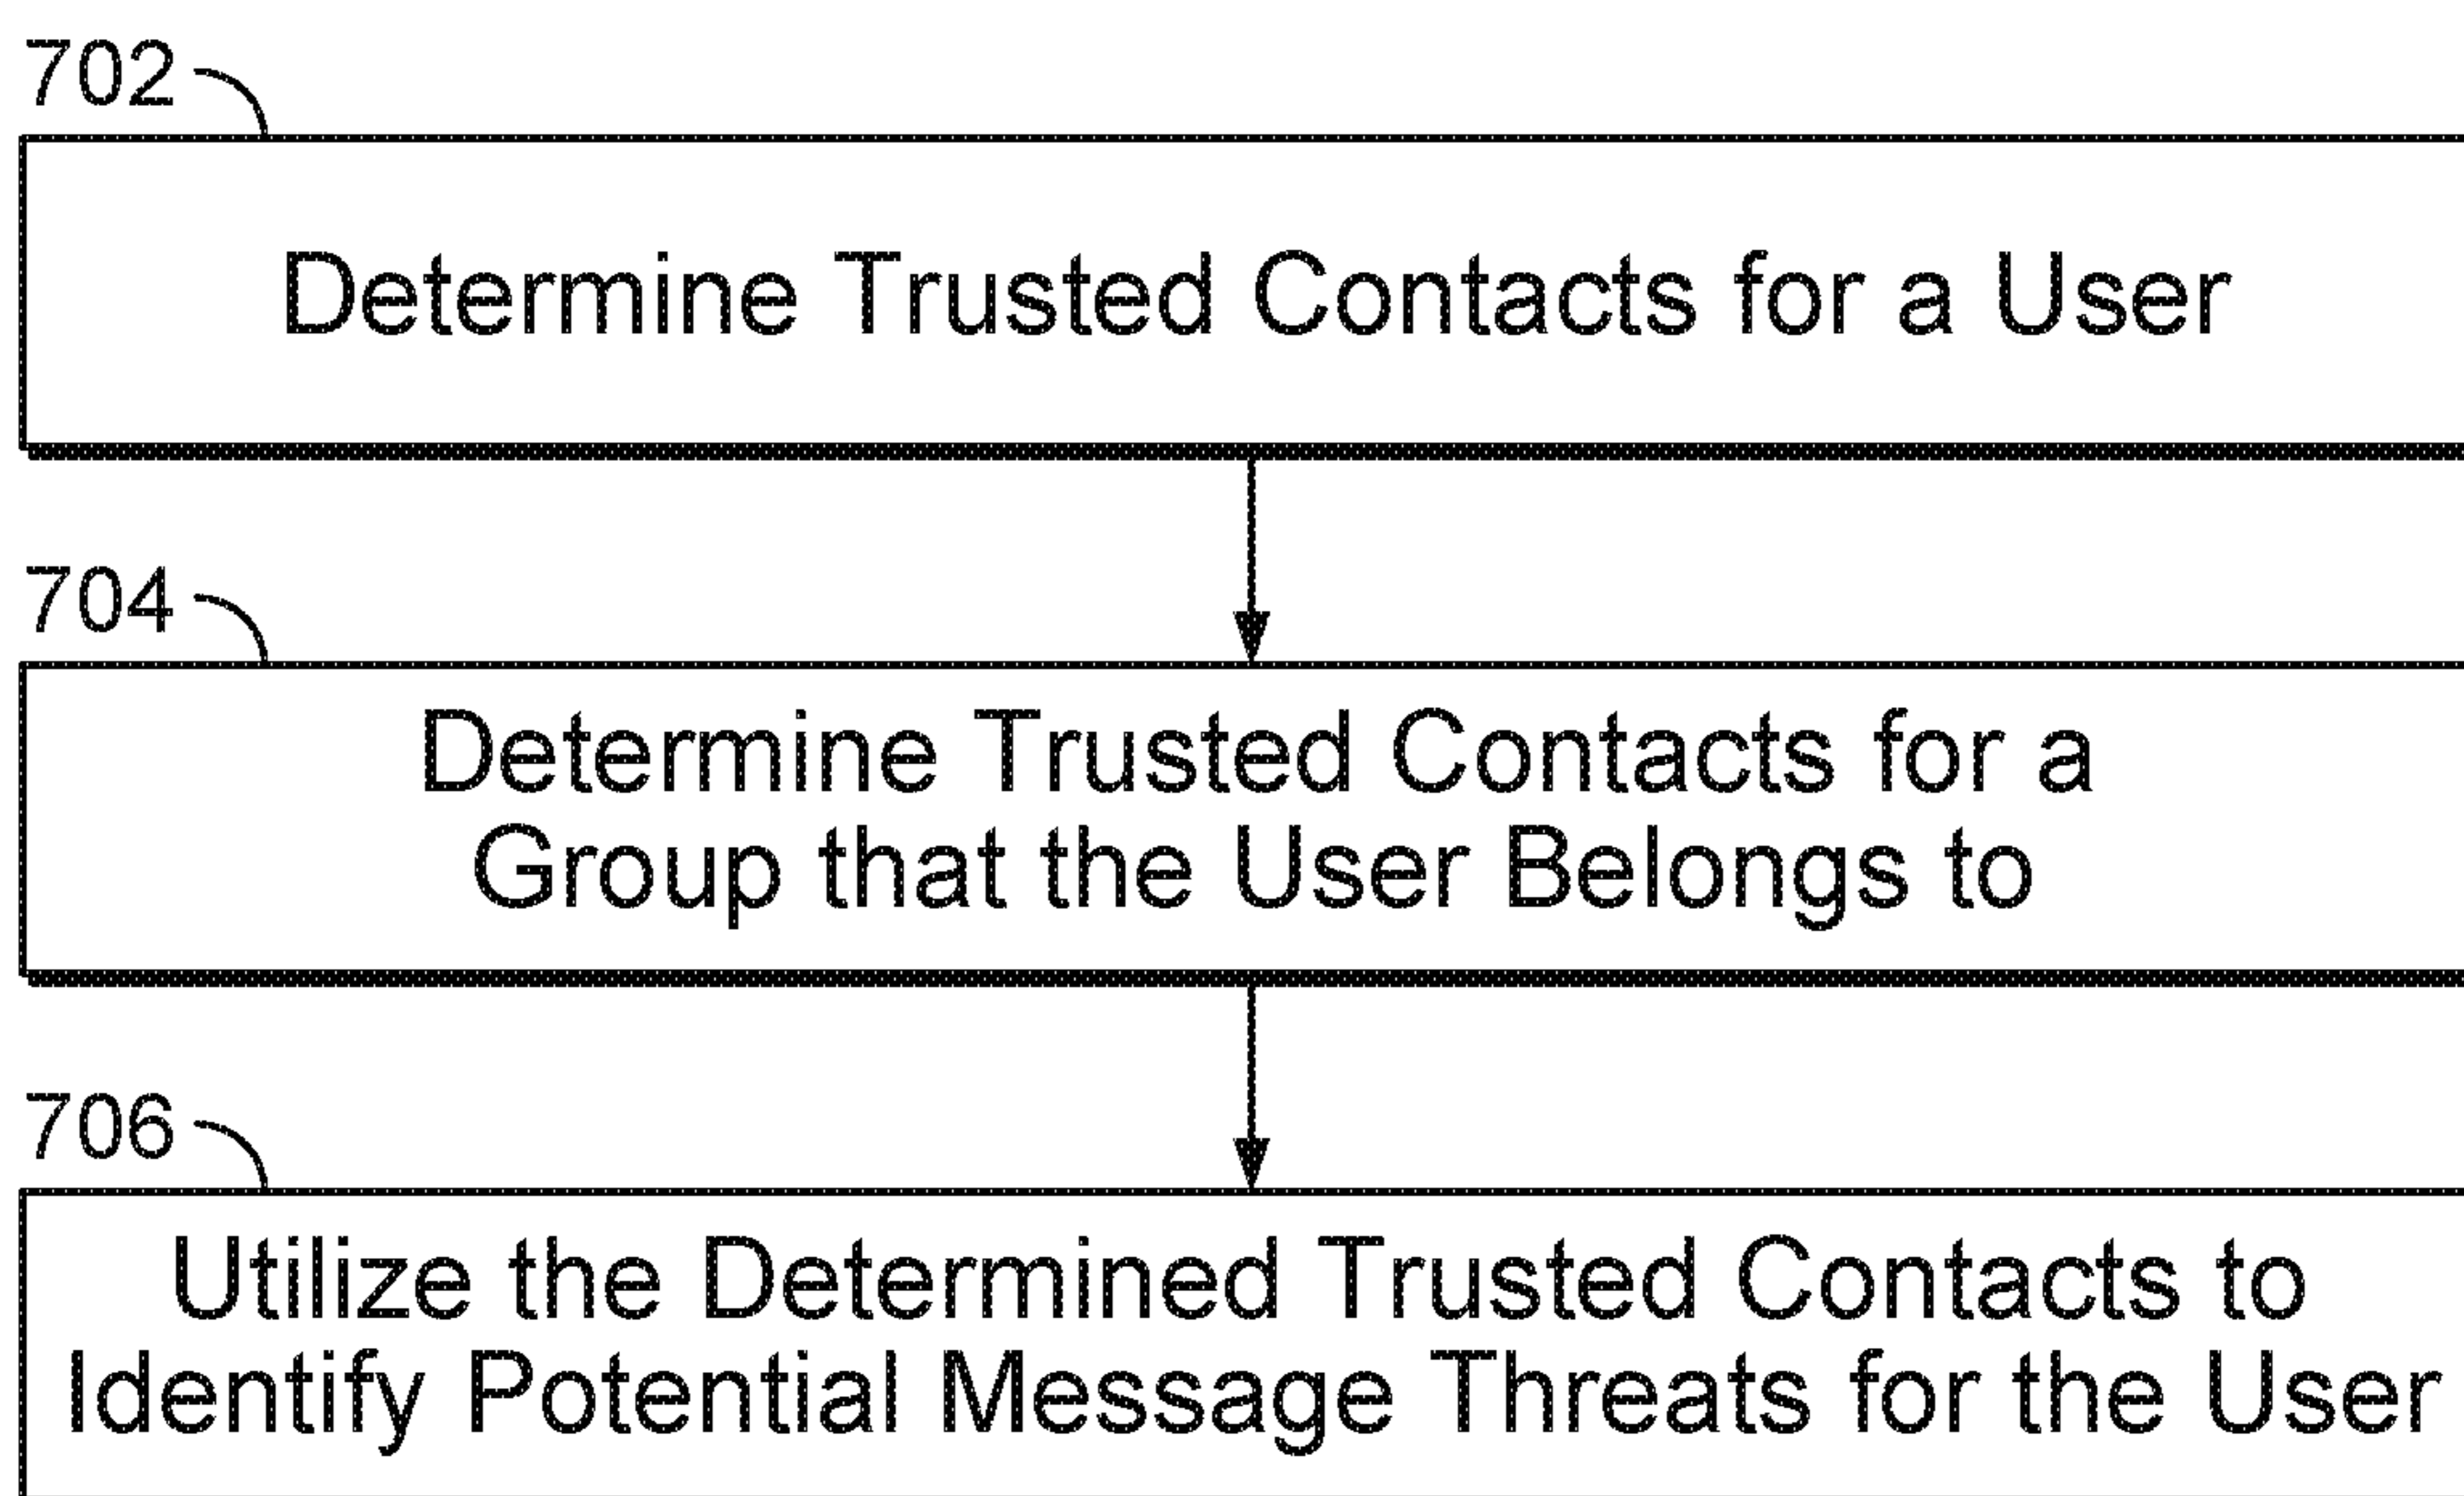 702
Determine Trusted Contacts for a User
704
Determine Trusted Contacts for a
Group that the User Belongs to
706
Utilize the Determined Trusted Contacts to
Identify Potential Message Threats for the User